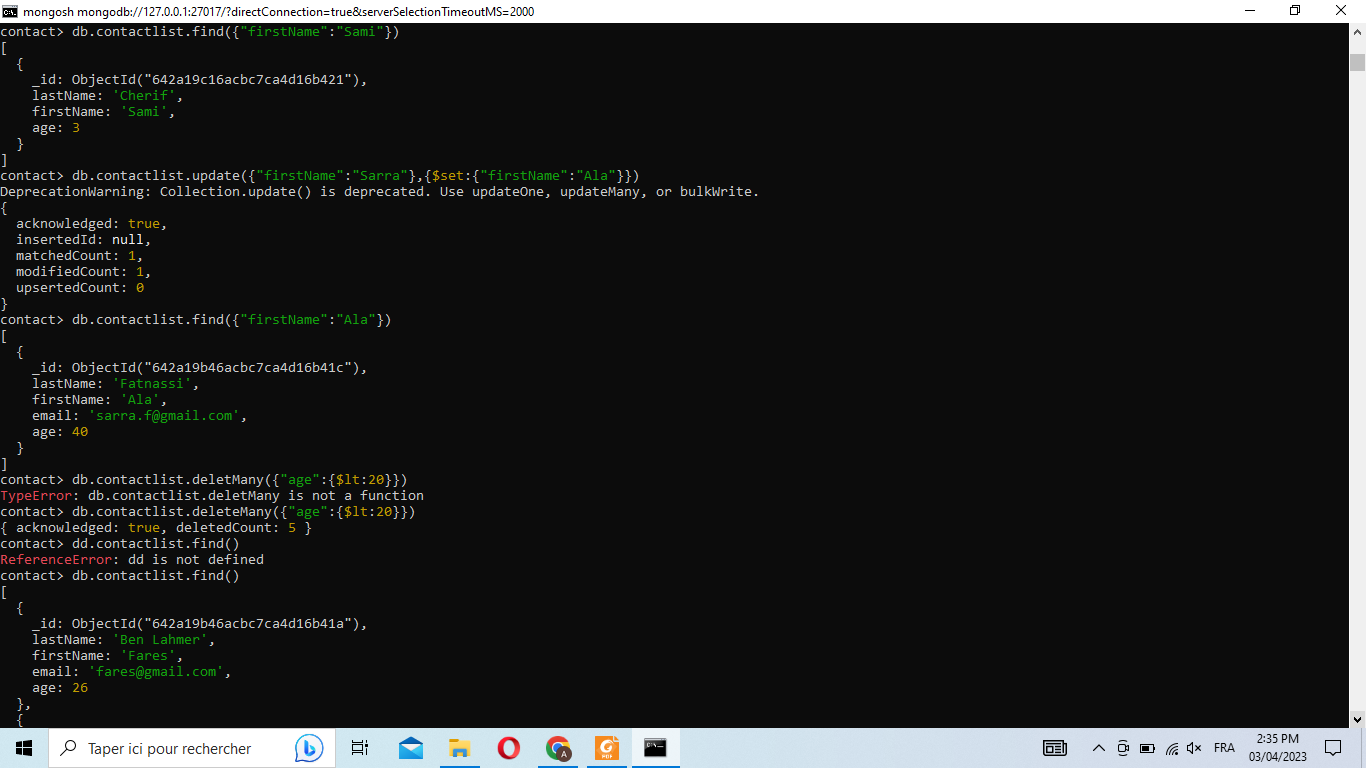 mongosh mongodb://127.0.0.1:27017/?directConnection=true&serverSelectionTimeoutMS=2000
contact> db.contactlist.find({"firstName":"Sami"})
[
  {
    _id: ObjectId("642a19c16acbc7ca4d16b421"),
    lastName: 'Cherif',
    firstName: 'Sami',
    age: 3
  }
]
contact> db.contactlist.update({"firstName":"Sarra"},{$set:{"firstName":"Ala"}})
DeprecationWarning: Collection.update() is deprecated. Use updateOne, updateMany, or bulkWrite.
{
  acknowledged: true,
  insertedId: null,
  matchedCount: 1,
  modifiedCount: 1,
  upsertedCount: 0
}
contact> db.contactlist.find({"firstName":"Ala"})
[
  {
    _id: ObjectId("642a19b46acbc7ca4d16b41c"),
    lastName: 'Fatnassi',
    firstName: 'Ala',
    email: 'sarra.f@gmail.com',
    age: 40
  }
]
contact> db.contactlist.deletMany({"age":{$lt:20}})
TypeError: db.contactlist.deletMany is not a function
contact> db.contactlist.deleteMany({"age":{$lt:20}})
{ acknowledged: true, deletedCount: 5 }
contact> dd.contactlist.find()
ReferenceError: dd is not defined
contact> db.contactlist.find()
[
  {
    _id: ObjectId("642a19b46acbc7ca4d16b41a"),
    lastName: 'Ben Lahmer',
    firstName: 'Fares',
    email: 'fares@gmail.com',
    age: 26
  },
  {
Taper ici pour rechercher
A
PDF
C:\.
FRA
2:35 PM
03/04/2023